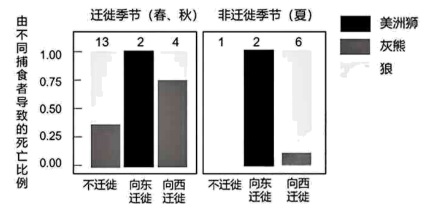 迁徙季节（春、秋）
非迁徙季节（夏）
美洲狮
灰熊
狼
由不同捕食者导致的死亡比例
13 2 4
1 2 6
1.00
0.75
0.50
0.25
0.00
不迁徙 向东迁徙 向西迁徙
不迁徙 向东迁徙 向西迁徙